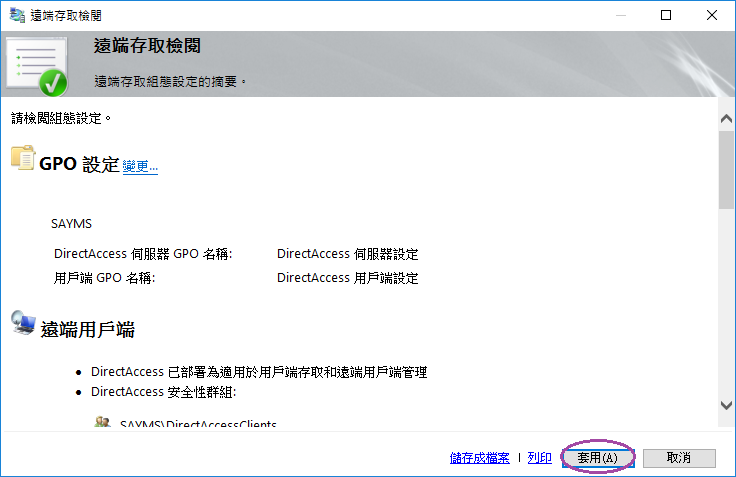 遠端存取檢閱
遠端存取檢閱
遠端存取組態設定的摘要。
請檢閱組態設定。
GPO 設定 變更...
SAYMS
DirectAccess 伺服器 GPO 名稱: DirectAccess 伺服器設定
用戶端 GPO 名稱: DirectAccess 用戶端設定
遠端用戶端
• DirectAccess 已部署為適用於用戶端存取和遠端用戶端管理
• DirectAccess 安全性群組:
SAYMS\DirectAccessClients
儲存成檔案 | 列印 套用(A) 取消